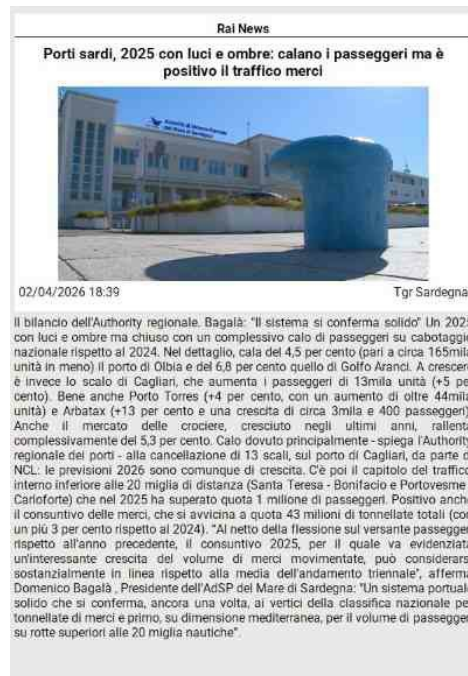 Rai News
Porti sardi, 2025 con luci e ombre: calano i passeggeri ma è
positivo il traffico merci
02/04/2026 18:39
Tgr Sardegna
Il bilancio dell'Authority regionale. Bagalà: "Il sistema si conferma solido" Un 2025
con luci e ombre ma chiuso con un complessivo calo di passeggeri su cabotaggio
nazionale rispetto al 2024. Nel dettaglio, cala del 4,5 per cento (pari a circa 165mila
unità in meno) il porto di Olbia e del 6,8 per cento quello di Golfo Aranci. A crescere
è invece lo scalo di Cagliari, che aumenta i passeggeri di 13mila unità (+5 per
cento). Bene anche Porto Torres (+4 per cento, con un aumento di oltre 44mila
unità) e Arbatax (+13 per cento e una crescita di circa 3mila e 400 passeggeri).
Anche il mercato delle crociere, cresciuto negli ultimi anni, rallenta
complessivamente del 5,3 per cento. Calo dovuto principalmente - spiega l'Authority
regionale dei porti - alla cancellazione di 13 scali, sul porto di Cagliari, da parte di
NCL: le previsioni 2026 sono comunque di crescita. C'è poi il capitolo del traffico
interno inferiore alle 20 miglia di distanza (Santa Teresa - Bonifacio e Portovesme
Carloforte) che nel 2025 ha superato quota 1 milione di passeggeri. Positivo anche
il consuntivo delle merci, che si avvicina a quota 43 milioni di tonnellate totali (con
un più 3 per cento rispetto al 2024). "Al netto della flessione sul versante passeggeri
rispetto all'anno precedente, il consuntivo 2025, per il quale va evidenziata
un'interessante crescita del volume di merci movimentate, può considerarsi
sostanzialmente in linea rispetto alla media dell'andamento triennale", afferma
Domenico Bagalà , Presidente dell'AdSP del Mare di Sardegna: "Un sistema portuale
solido che si conferma, ancora una volta, ai vertici della classifica nazionale per
tonnellate di merci e primo, su dimensione mediterranea, per il volume di passeggeri
su rotte superiori alle 20 miglia nautiche".